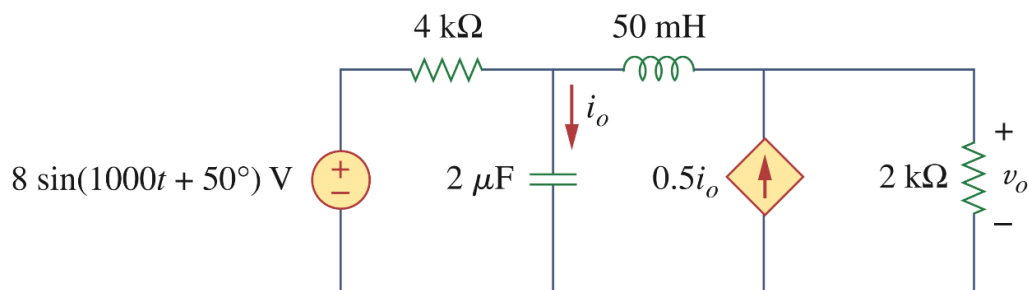 4 kΩ
50 mH
i_o
8 sin(1000t + 50°) V
+
−
2 μF
0.5i_o
2 kΩ
+
v_o
−